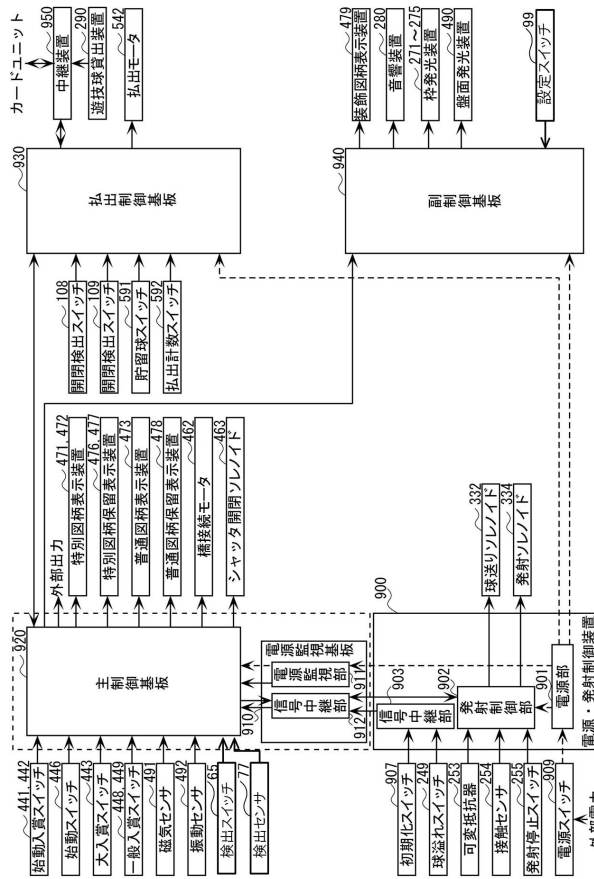 441, 442
始動入賞スイッチ
446
始動スイッチ
443
大入賞スイッチ
448, 449
一般入賞スイッチ
491
磁気センサ
492
振動センサ
65
検出スイッチ
77
検出センサ
920
主制御基板
外部出力
471, 472
特別図柄表示装置
476, 477
特別図柄保留表示装置
473
普通図柄表示装置
478
普通図柄保留表示装置
462
橋接続モータ
463
シャッタ開閉ソレノイド
910
電源監視基板
911
電源監視部
912
信号中継部
907
初期化スイッチ
249
球溢れスイッチ
253
可変抵抗器
254
接触センサ
255
発射停止スイッチ
909
電源スイッチ
外部電力
900
電源・発射制御装置
903
信号中継部
902
発射制御部
901
電源部
332
球送りソレノイド
334
発射ソレノイド
108
開閉検出スイッチ
109
開閉検出スイッチ
591
貯留球スイッチ
592
払出計数スイッチ
930
払出制御基板
カードユニット
950
中継装置
290
遊技球貸出装置
542
払出モータ
940
副制御基板
479
装飾図柄表示装置
280
音響装置
271~275
枠発光装置
490
盤面発光装置
99
設定スイッチ